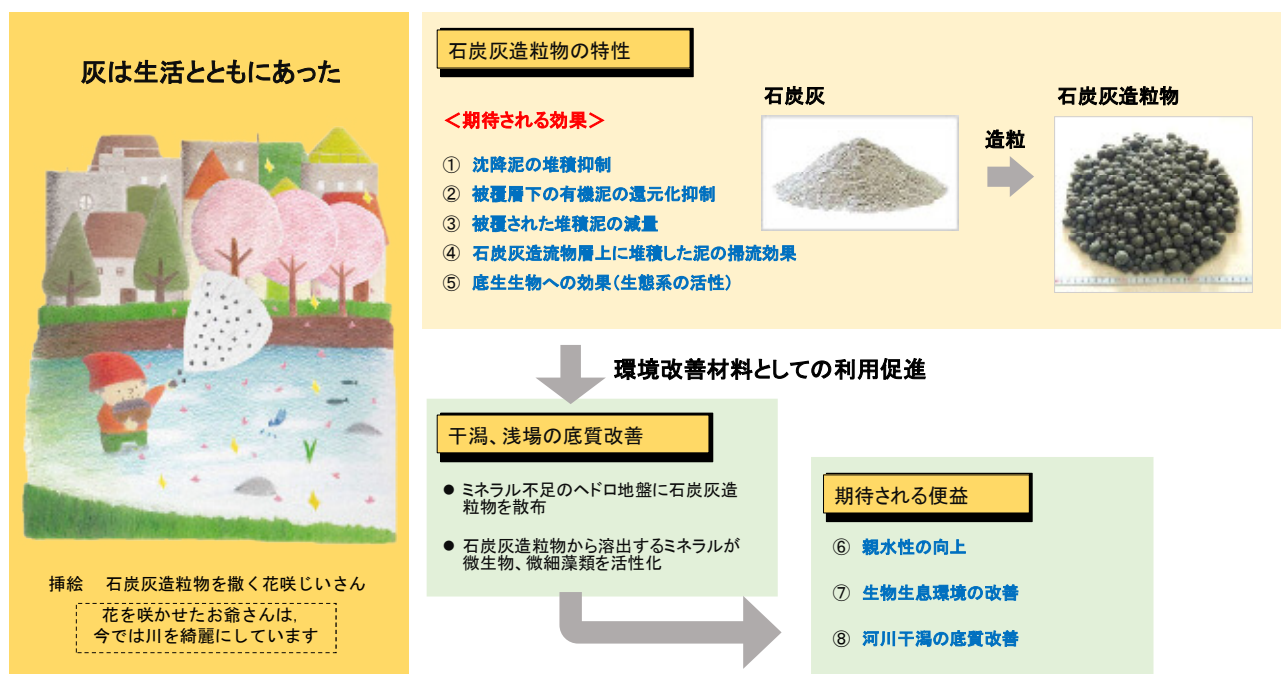 灰は生活とともにあった
挿絵　石炭灰造粒物を撒く花咲じいさん
花を咲かせたお爺さんは,
今では川を綺麗にしています
石炭灰造粒物の特性
＜期待される効果＞
① 沈降泥の堆積抑制
② 被覆層下の有機泥の還元化抑制
③ 被覆された堆積泥の減量
④ 石炭灰造流物層上に堆積した泥の掃流効果
⑤ 底生生物への効果（生態系の活性）
石炭灰
造粒
石炭灰造粒物
環境改善材料としての利用促進
干潟、浅場の底質改善
● ミネラル不足のヘドロ地盤に石炭灰造
粒物を散布
● 石炭灰造粒物から溶出するミネラルが
微生物、微細藻類を活性化
期待される便益
⑥ 親水性の向上
⑦ 生物生息環境の改善
⑧ 河川干潟の底質改善